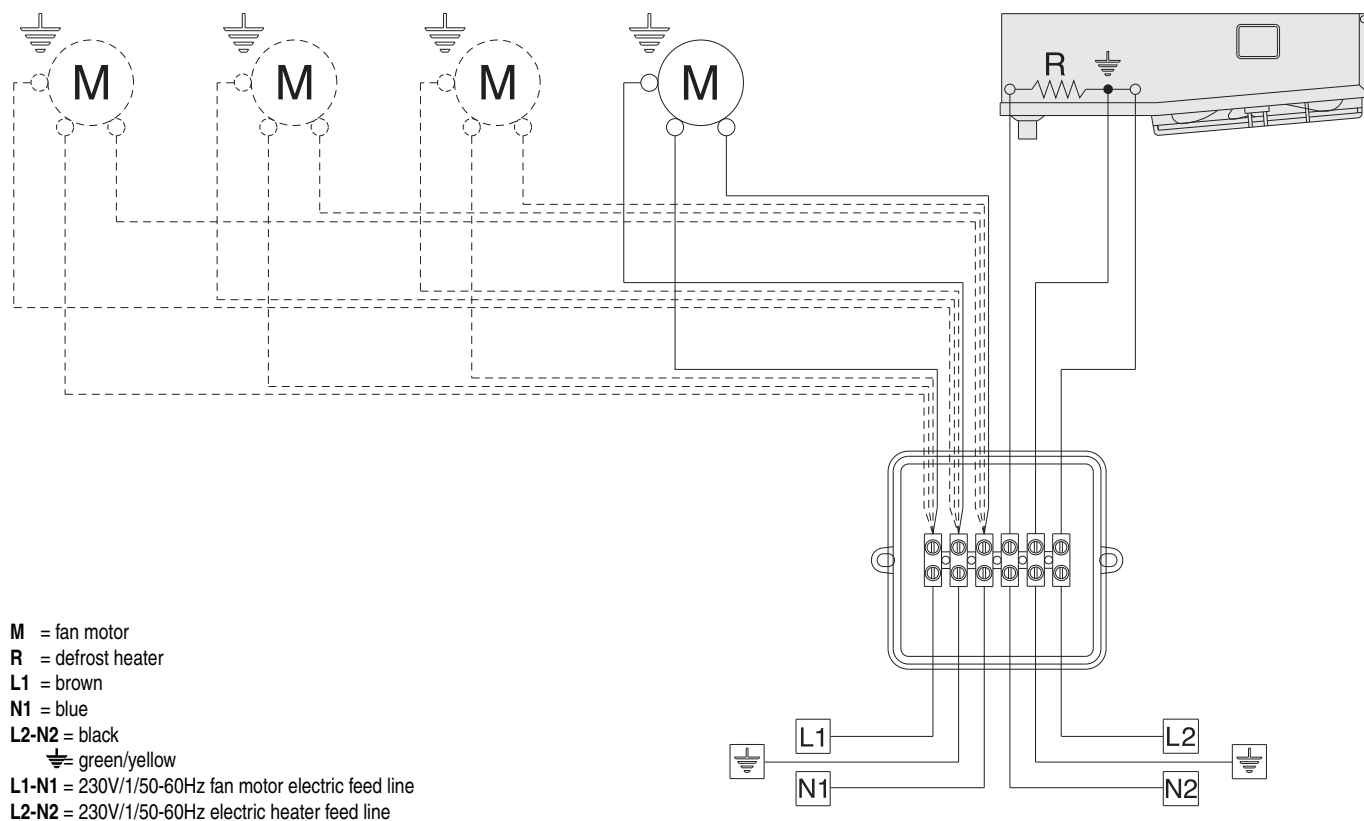 M M M M R
L1 L2
N1 N2
M = fan motor
R = defrost heater
L1 = brown
N1 = blue
L2-N2 = black
⏚= green/yellow
L1-N1 = 230V/1/50-60Hz fan motor electric feed line
L2-N2 = 230V/1/50-60Hz electric heater feed line